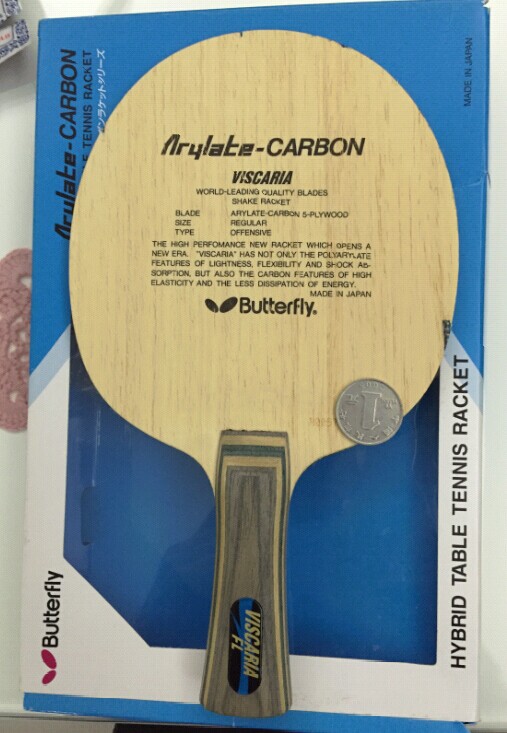 Arylate-CARBON
TENNIS RACKET
MADE IN JAPAN
Arylate-CARBON
VISCARIA
WORLD-LEADING QUALITY BLADES
SHAKE RACKET
BLADE ARYLATE-CARBON 5-PLYWOOD
SIZE REGULAR
TYPE OFFENSIVE
THE HIGH PERFOMANCE NEW RACKET WHICH OPENS A
NEW ERA. "VISCARIA" HAS NOT ONLY THE POLYARYLATE
FEATURES OF LIGHTNESS, FLEXIBILITY AND SHOCK AB-
SORPTION, BUT ALSO THE CARBON FEATURES OF HIGH
ELASTICITY AND THE LESS DISSIPATION OF ENERGY.
MADE IN JAPAN
Butterfly®
1
VISCARIA
FL
Butterfly
HYBRID TABLE TENNIS RACKET